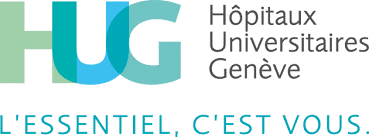 HUG
Hôpitaux
Universitaires
Genève
L'ESSENTIEL, C'EST VOUS.